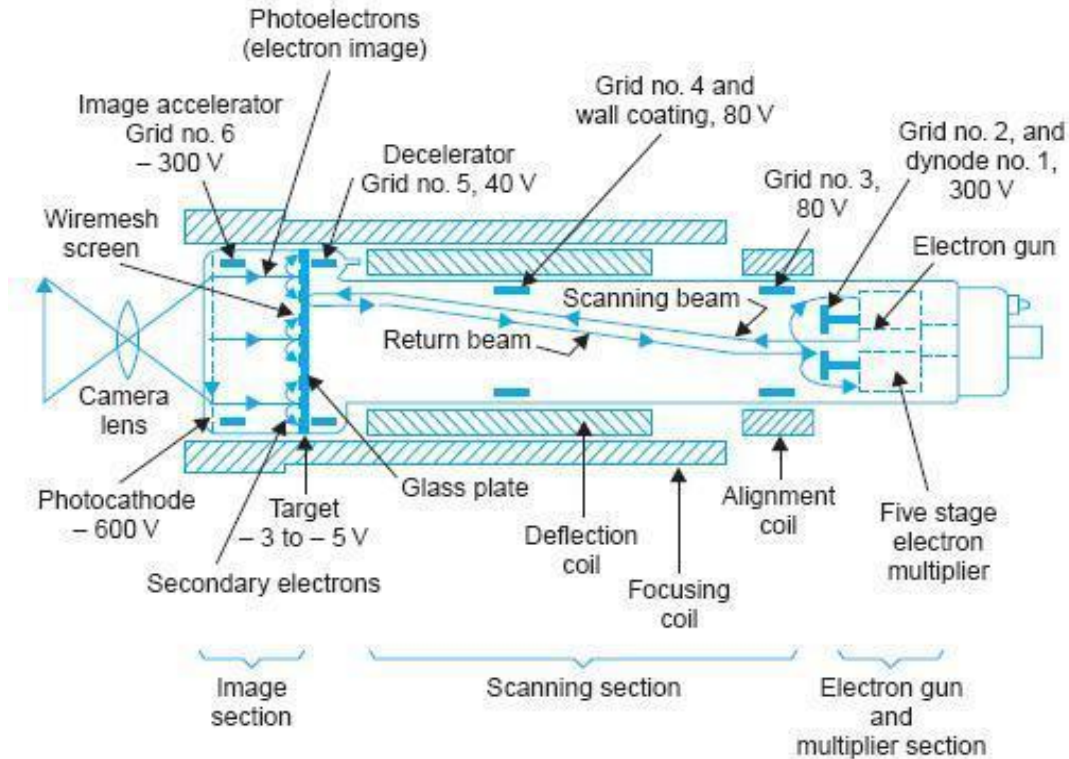 Photoelectrons
(electron image)
Image accelerator
Grid no. 6
– 300 V
Decelerator
Grid no. 5, 40 V
Grid no. 4 and
wall coating, 80 V
Grid no. 3,
80 V
Grid no. 2, and
dynode no. 1,
300 V
Wiremesh
screen
Electron gun
Scanning beam
Return beam
Camera
lens
Photocathode
– 600 V
Target
– 3 to – 5 V
Glass plate
Secondary electrons
Deflection
coil
Focusing
coil
Alignment
coil
Five stage
electron
multiplier
Image
section
Scanning section
Electron gun
and
multiplier section